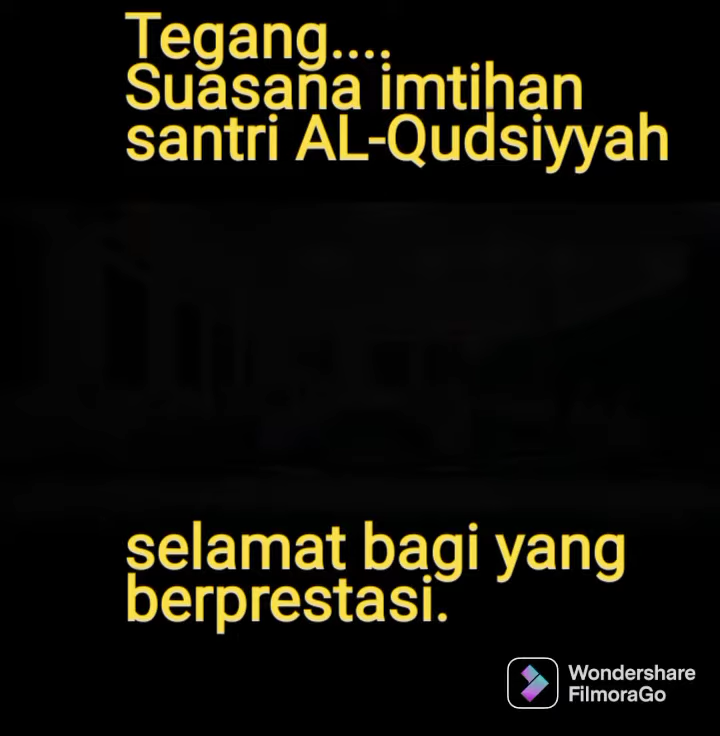 Tegang....
Suasana imtihan
santri AL-Qudsiyyah
selamat bagi yang
berprestasi.
Wondershare
FilmoraGo